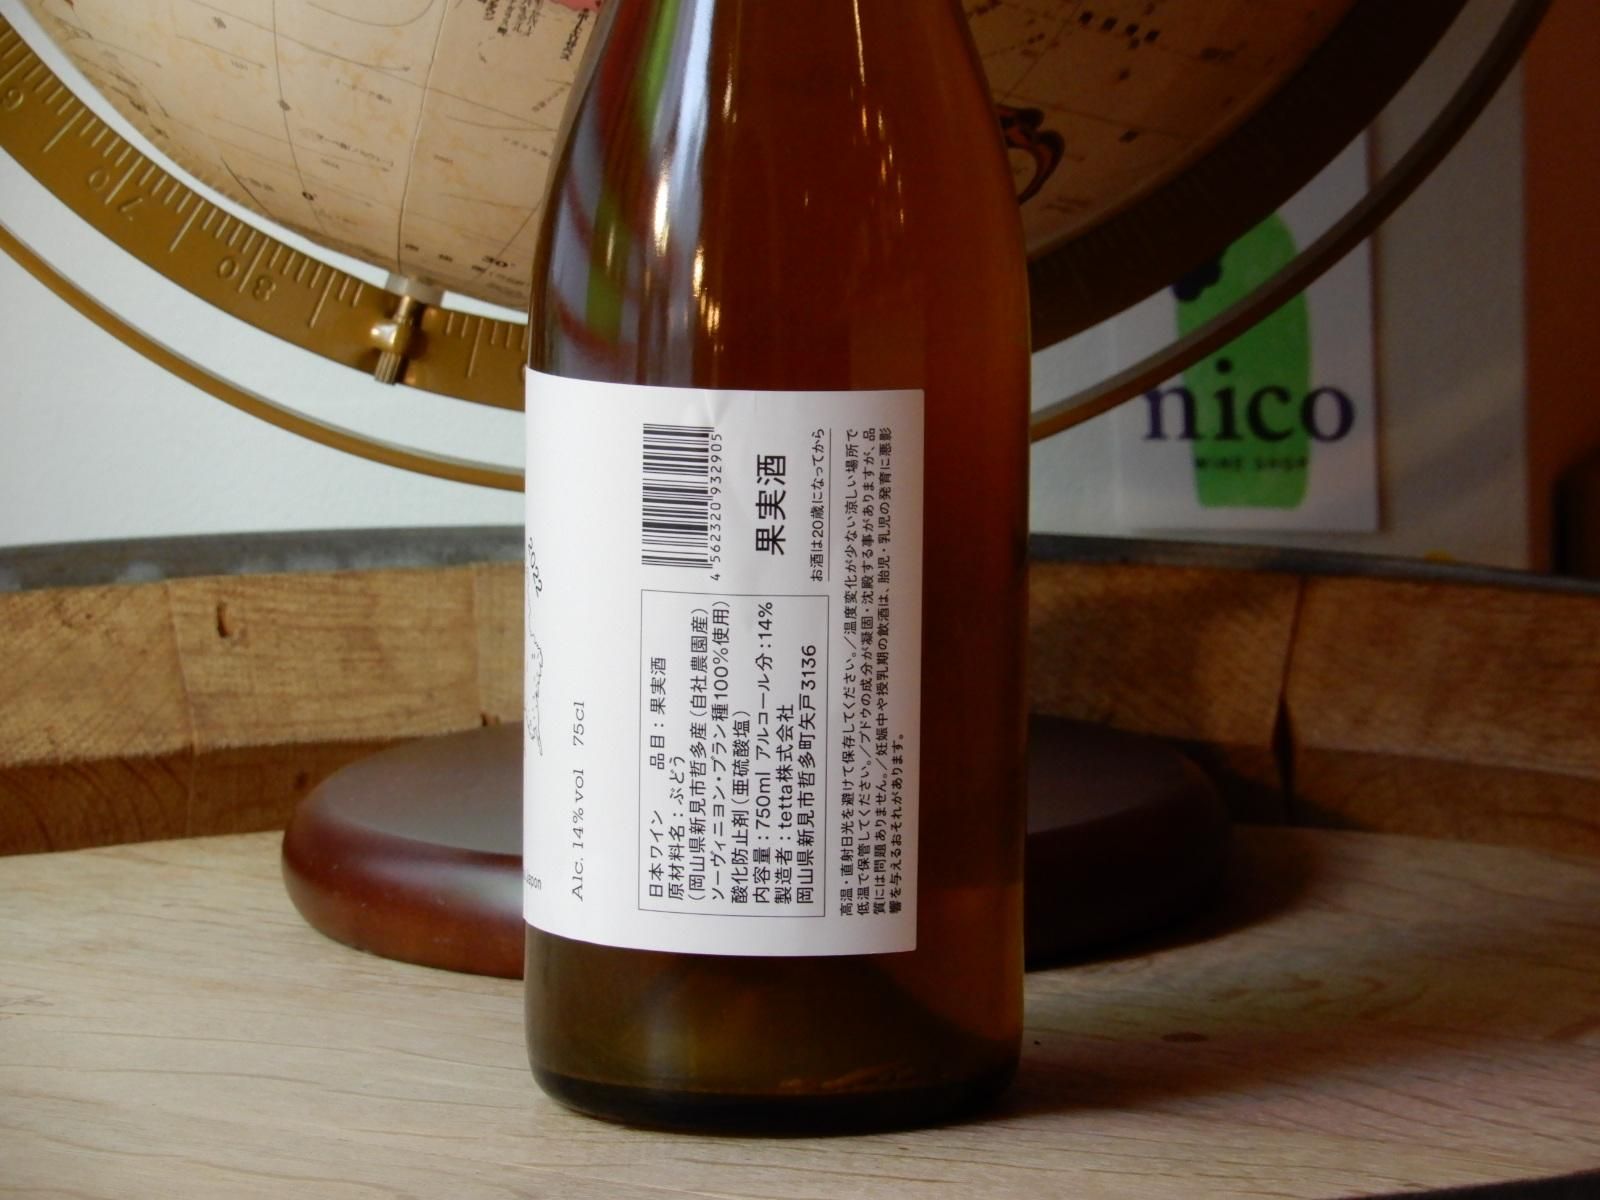 Japon
Alc. 14% vol 75cl
日本ワイン 品目：果実酒
原材料名：ぶどう
（岡山県新見市哲多産（自社農園産）
ソーヴィニヨン・ブラン種100%使用）
酸化防止剤（亜硫酸塩）
内容量：750ml アルコール分：14%
製造者：tetta株式会社
岡山県新見市哲多町矢戸3136
4 562320 932905
果実酒
お酒は20歳になってから
高温・直射日光を避けて保存してください。／温度変化が少ない涼しい場所で
低温で保管してください。／ブドウの成分が凝固・沈殿する事がありますが、品
質には問題ありません。／妊娠中や授乳期の飲酒は、胎児・乳児の発育に悪影
響を与えるおそれがあります。
nico
WINE SHOP
6
70
80